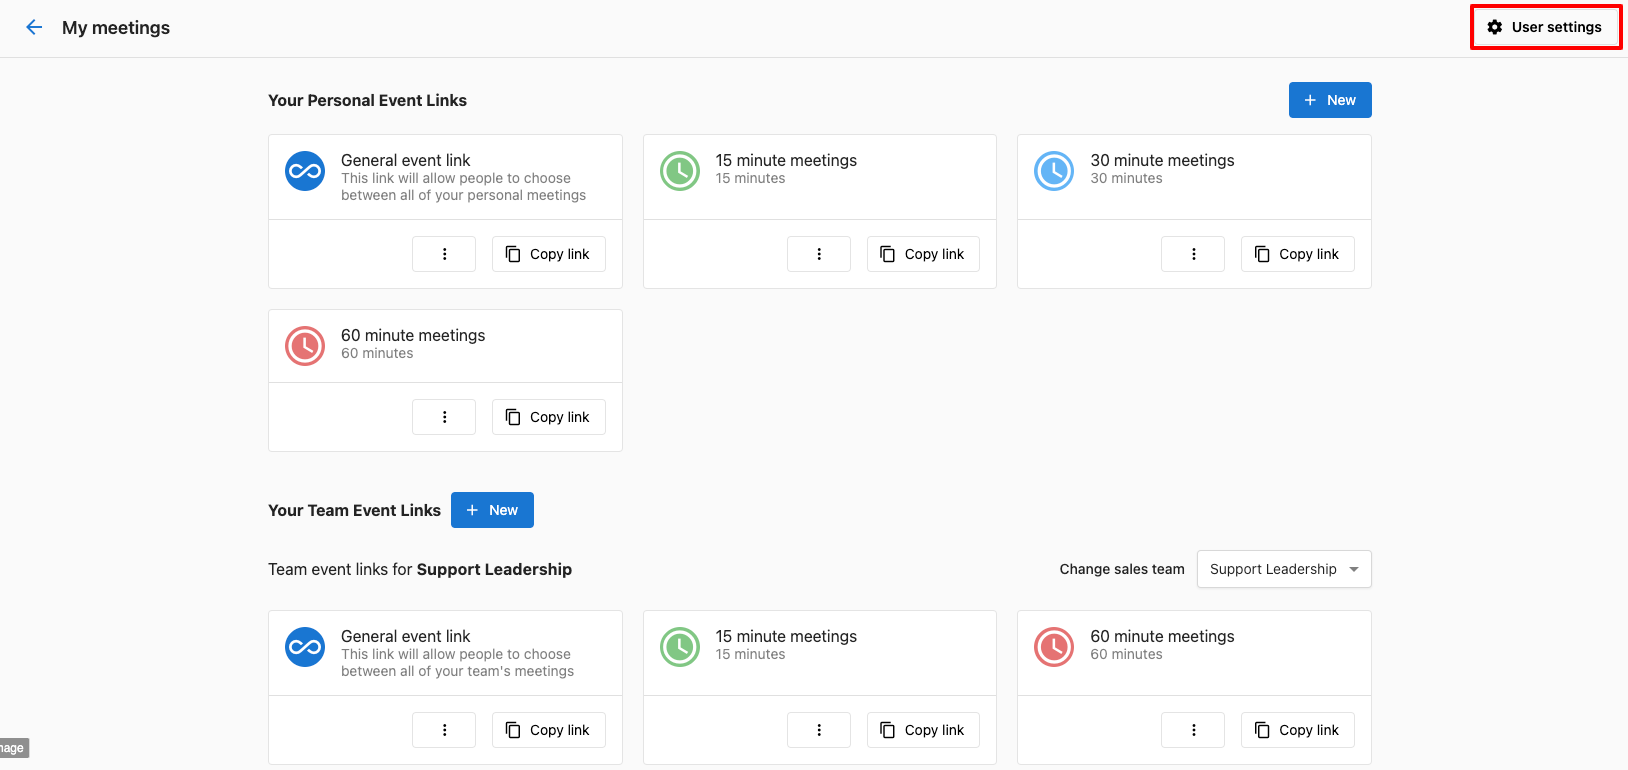 My meetings
User settings
Your Personal Event Links
New
General event link
This link will allow people to choose
between all of your personal meetings
Copy link
15 minute meetings
15 minutes
Copy link
30 minute meetings
30 minutes
Copy link
60 minute meetings
60 minutes
Copy link
Your Team Event Links
New
Team event links for Support Leadership
Change sales team
Support Leadership
General event link
This link will allow people to choose
between all of your team's meetings
Copy link
15 minute meetings
15 minutes
Copy link
60 minute meetings
60 minutes
Copy link